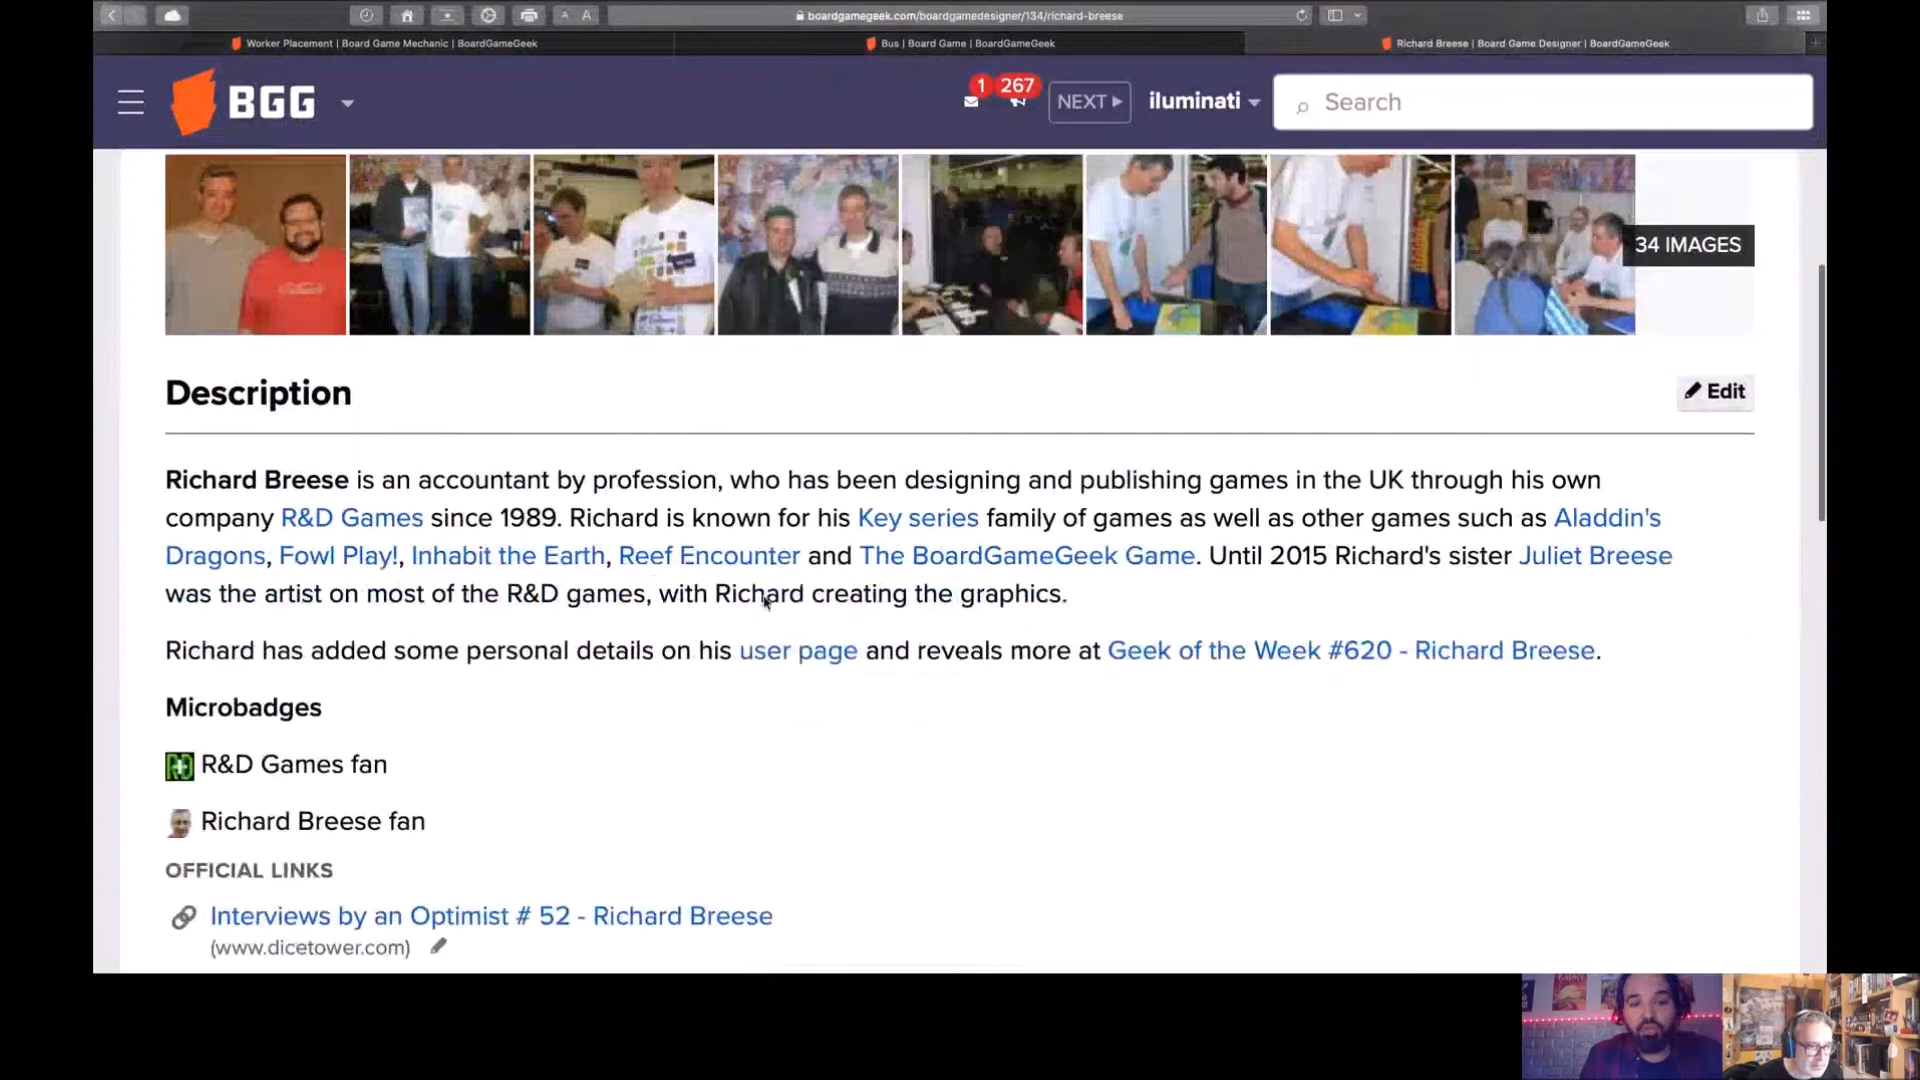 boardgamegeek.com/boardgamedesigner/134/richard-breese
Worker Placement | Board Game Mechanic | BoardGameGeek
Bus | Board Game | BoardGameGeek
Richard Breese | Board Game Designer | BoardGameGeek
BGG
1
267
NEXT
iluminati
Search
34 IMAGES
Description
Edit
Richard Breese is an accountant by profession, who has been designing and publishing games in the UK through his own
company R&D Games since 1989. Richard is known for his Key series family of games as well as other games such as Aladdin's
Dragons, Fowl Play!, Inhabit the Earth, Reef Encounter and The BoardGameGeek Game. Until 2015 Richard's sister Juliet Breese
was the artist on most of the R&D games, with Richard creating the graphics.
Richard has added some personal details on his user page and reveals more at Geek of the Week #620 - Richard Breese.
Microbadges
R&D Games fan
Richard Breese fan
OFFICIAL LINKS
Interviews by an Optimist # 52 - Richard Breese
(www.dicetower.com)